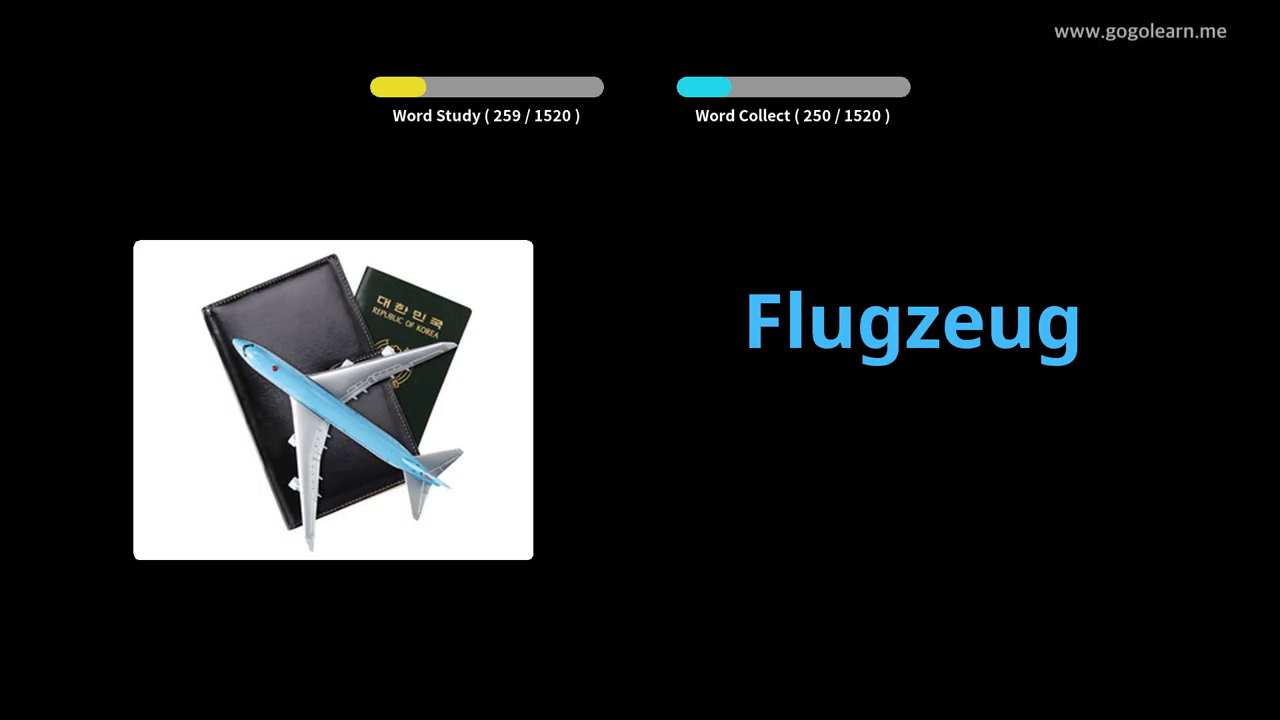 www.gogolearn.me
Word Study ( 259 / 1520 )
Word Collect ( 250 / 1520 )
대한민국
REPUBLIC OF KOREA
Flugzeug